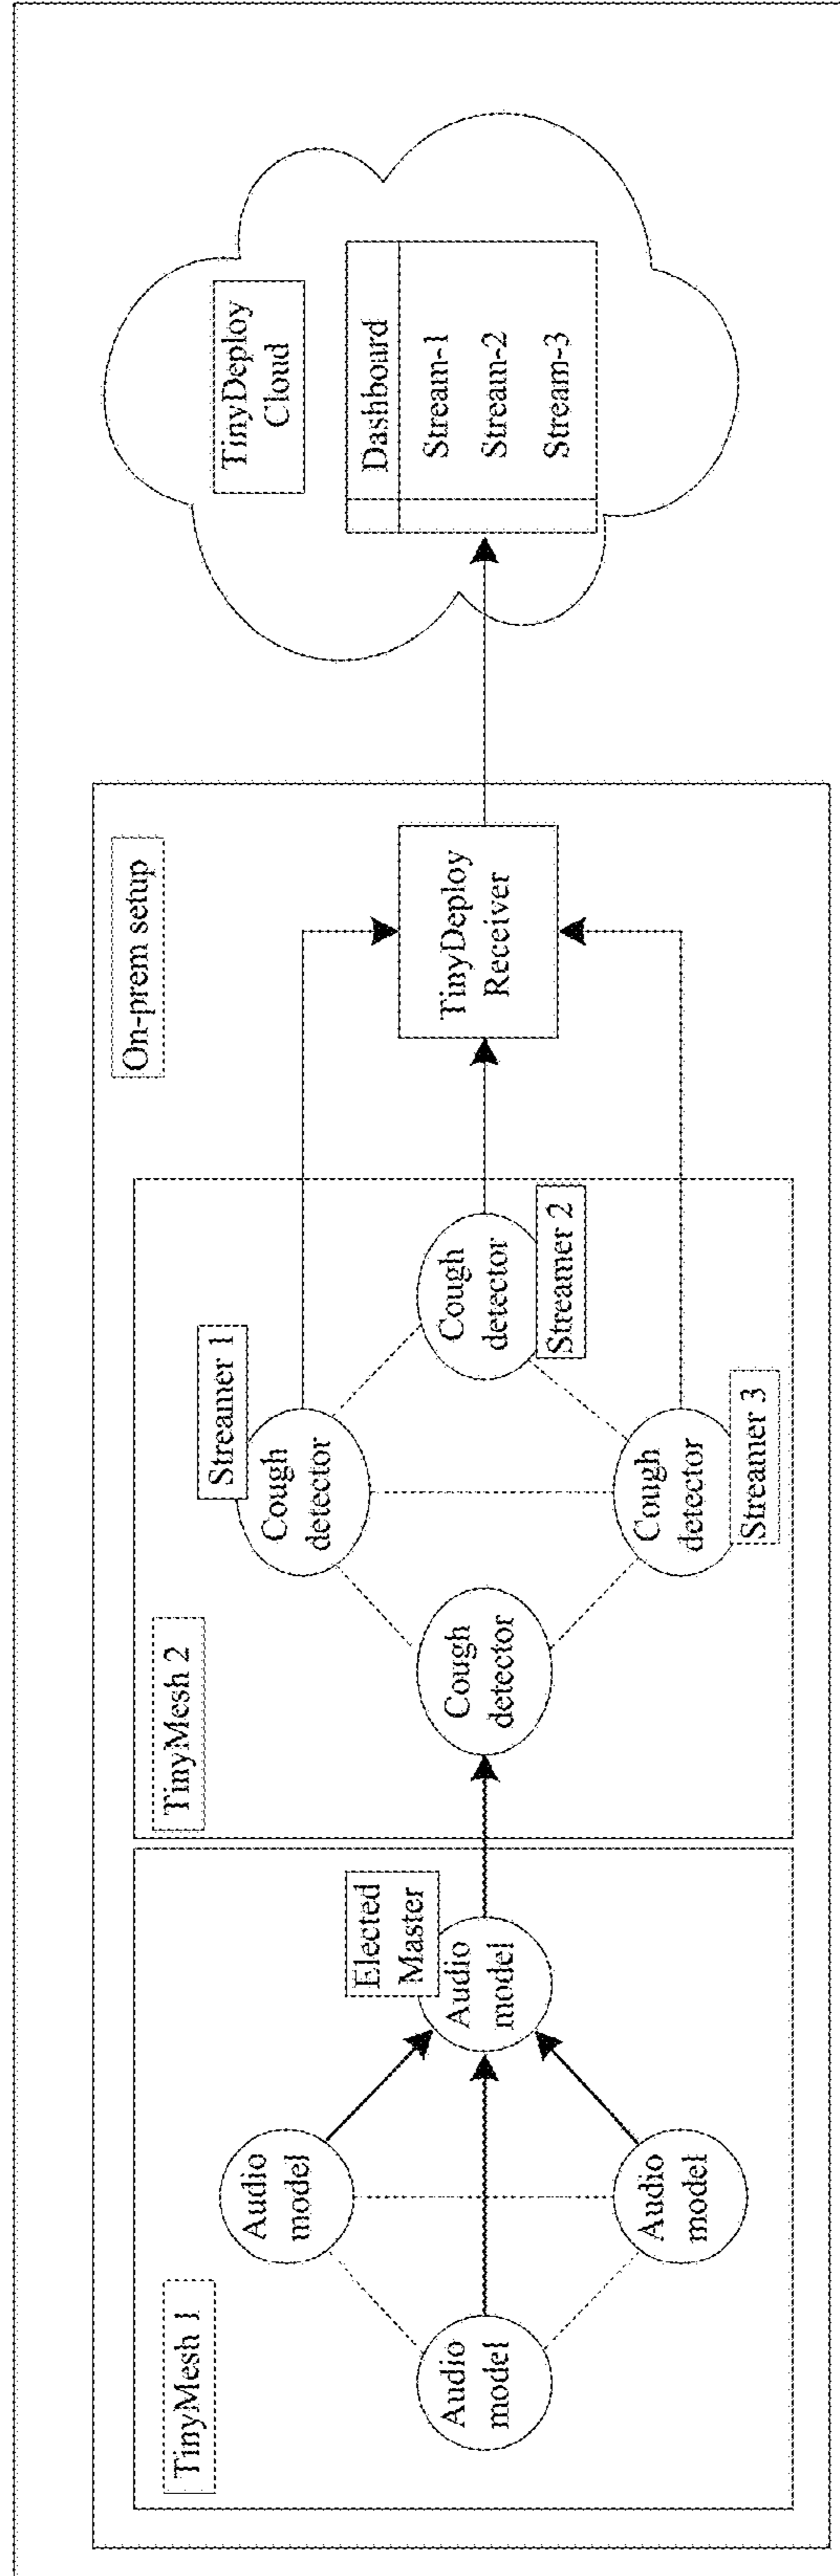 TinyMesh 1
Audio
model
Audio
model
Audio
model
Elected
Master
Audio
model
TinyMesh 2
Cough
detector
Streamer 1
Cough
detector
Cough
detector
Streamer 2
Cough
detector
Streamer 3
On-prem setup
TinyDeploy
Receiver
TinyDeploy
Cloud
Dashboard
Stream-1
Stream-2
Stream-3